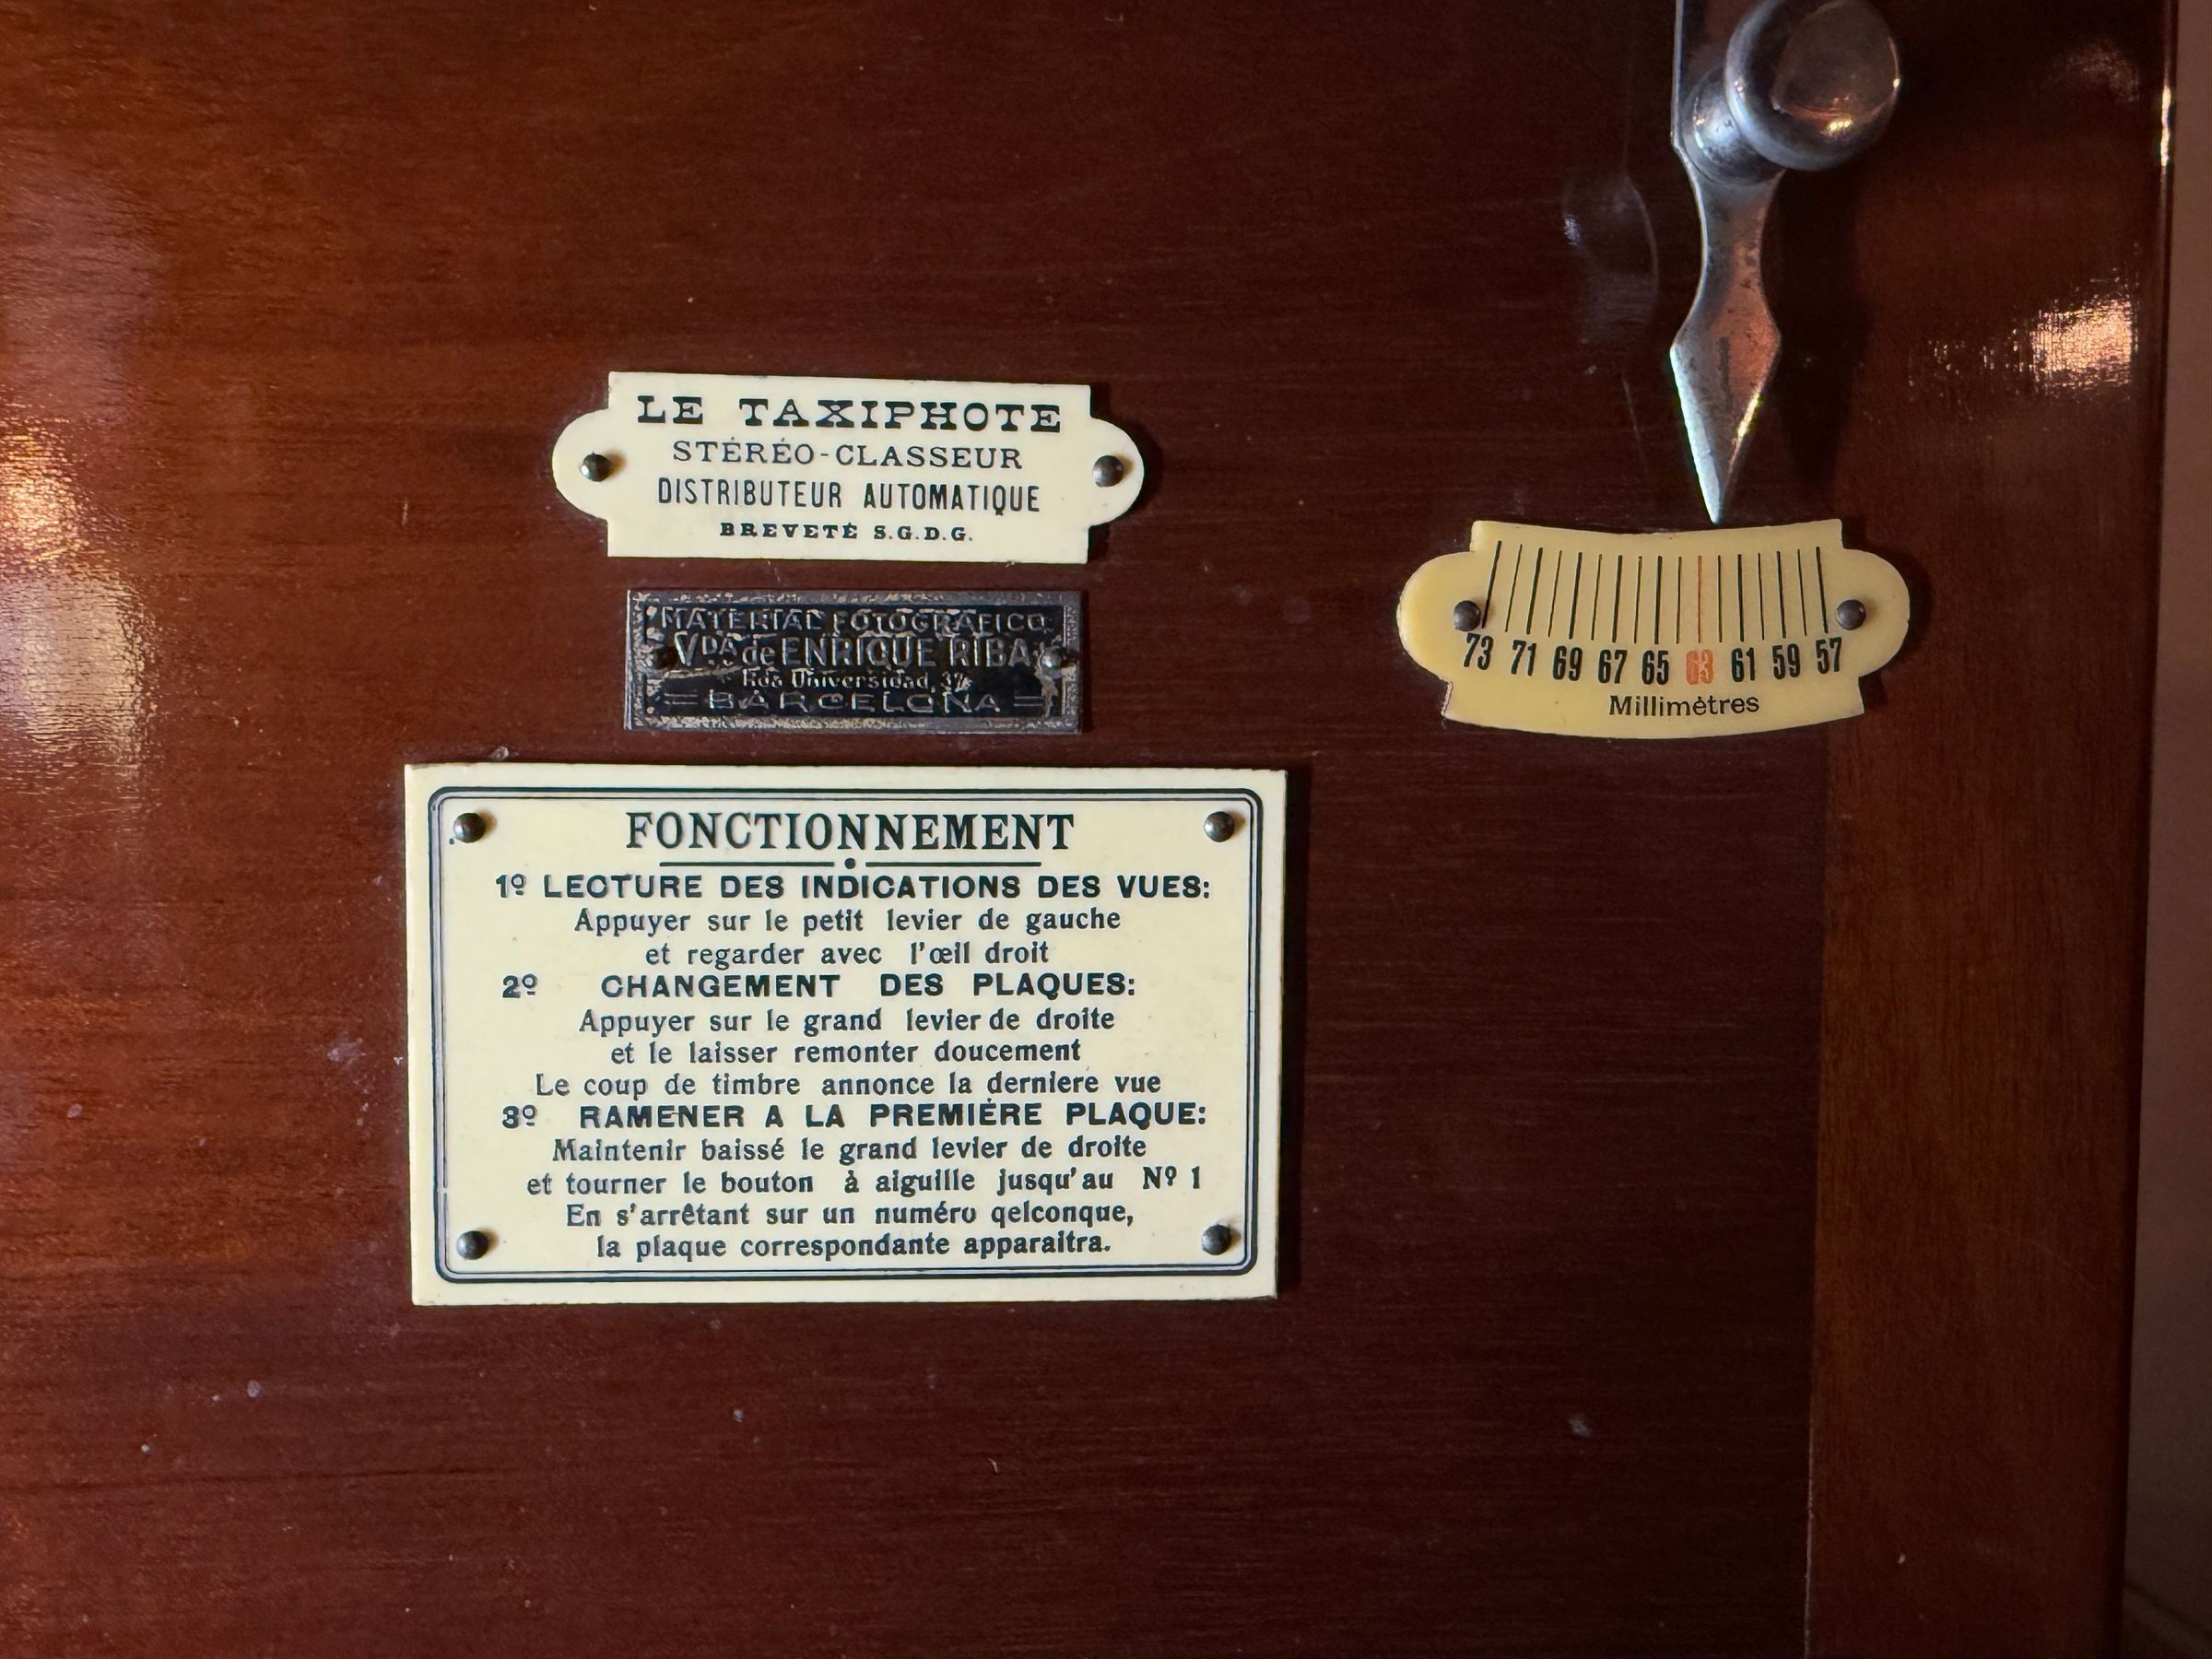 LE TAXIPHOTE
STÉRÉO-CLASSEUR
DISTRIBUTEUR AUTOMATIQUE
BREVETÉ S.G.D.G.
MATERIAL FOTOGRAFICO
VDA de ENRIQUE RIBA
Rda Universidad, 37
BARCELONA
73 71 69 67 65 63 61 59 57
Millimètres
FONCTIONNEMENT
1º LECTURE DES INDICATIONS DES VUES:
Appuyer sur le petit levier de gauche
et regarder avec l'œil droit
2º CHANGEMENT DES PLAQUES:
Appuyer sur le grand levier de droite
et le laisser remonter doucement
Le coup de timbre annonce la derniere vue
3º RAMENER A LA PREMIÈRE PLAQUE:
Maintenir baissé le grand levier de droite
et tourner le bouton à aiguille jusqu'au Nº 1
En s'arrêtant sur un numéro qelconque,
la plaque correspondante apparaitra.